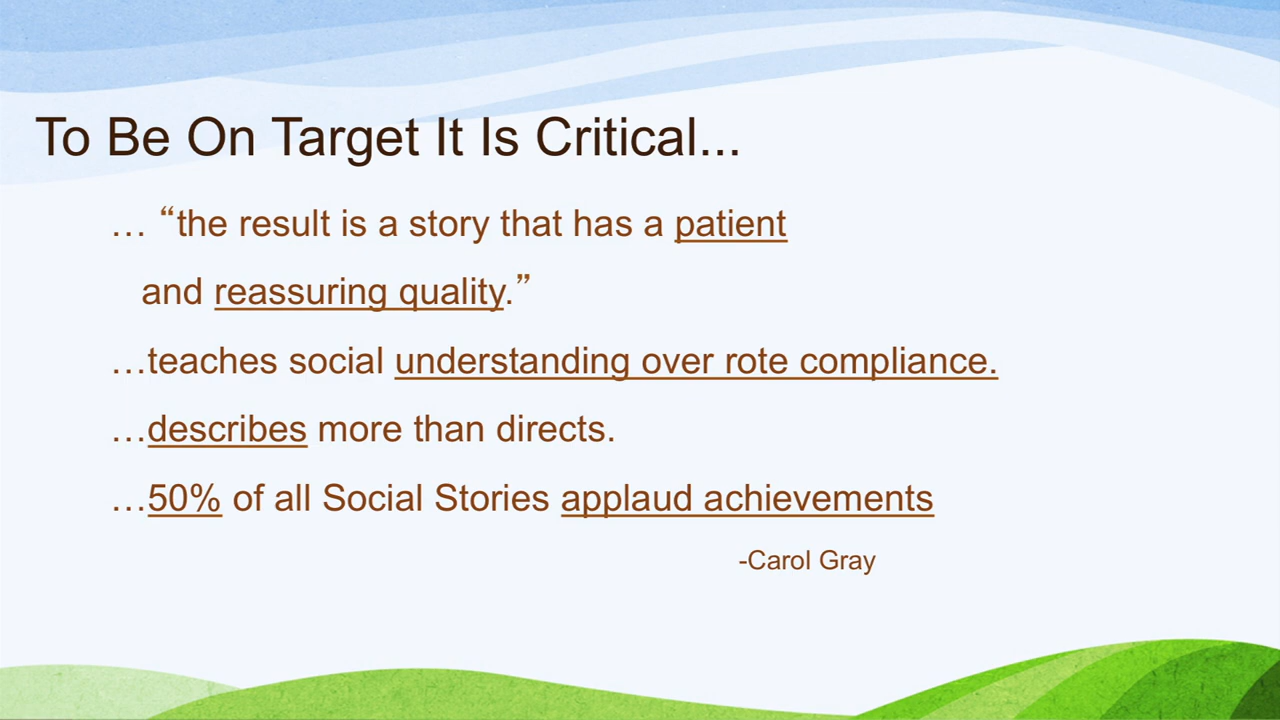 To Be On Target It Is Critical...
… “the result is a story that has a patient
and reassuring quality.”
…teaches social understanding over rote compliance.
…describes more than directs.
…50% of all Social Stories applaud achievements
-Carol Gray